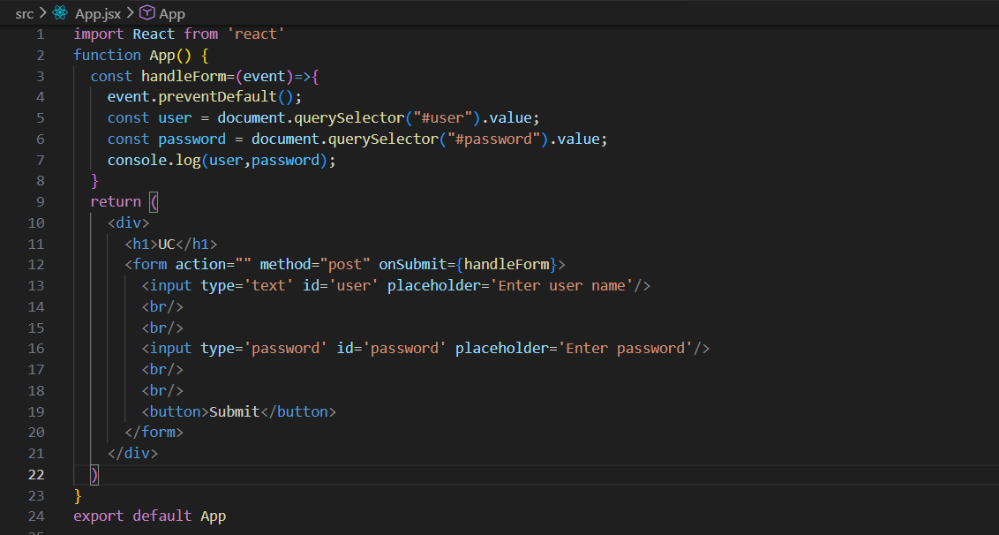 src > App.jsx > App
1 import React from 'react'
2 function App() {
3 const handleForm=(event)=>{
4 event.preventDefault();
5 const user = document.querySelector("#user").value;
6 const password = document.querySelector("#password").value;
7 console.log(user,password);
8 }
9 return (
10 <div>
11 <h1>UC</h1>
12 <form action="" method="post" onSubmit={handleForm}>
13 <input type='text' id='user' placeholder='Enter user name'/>
14 <br/>
15 <br/>
16 <input type='password' id='password' placeholder='Enter password'/>
17 <br/>
18 <br/>
19 <button>Submit</button>
20 </form>
21 </div>
22 )
23 }
24 export default App